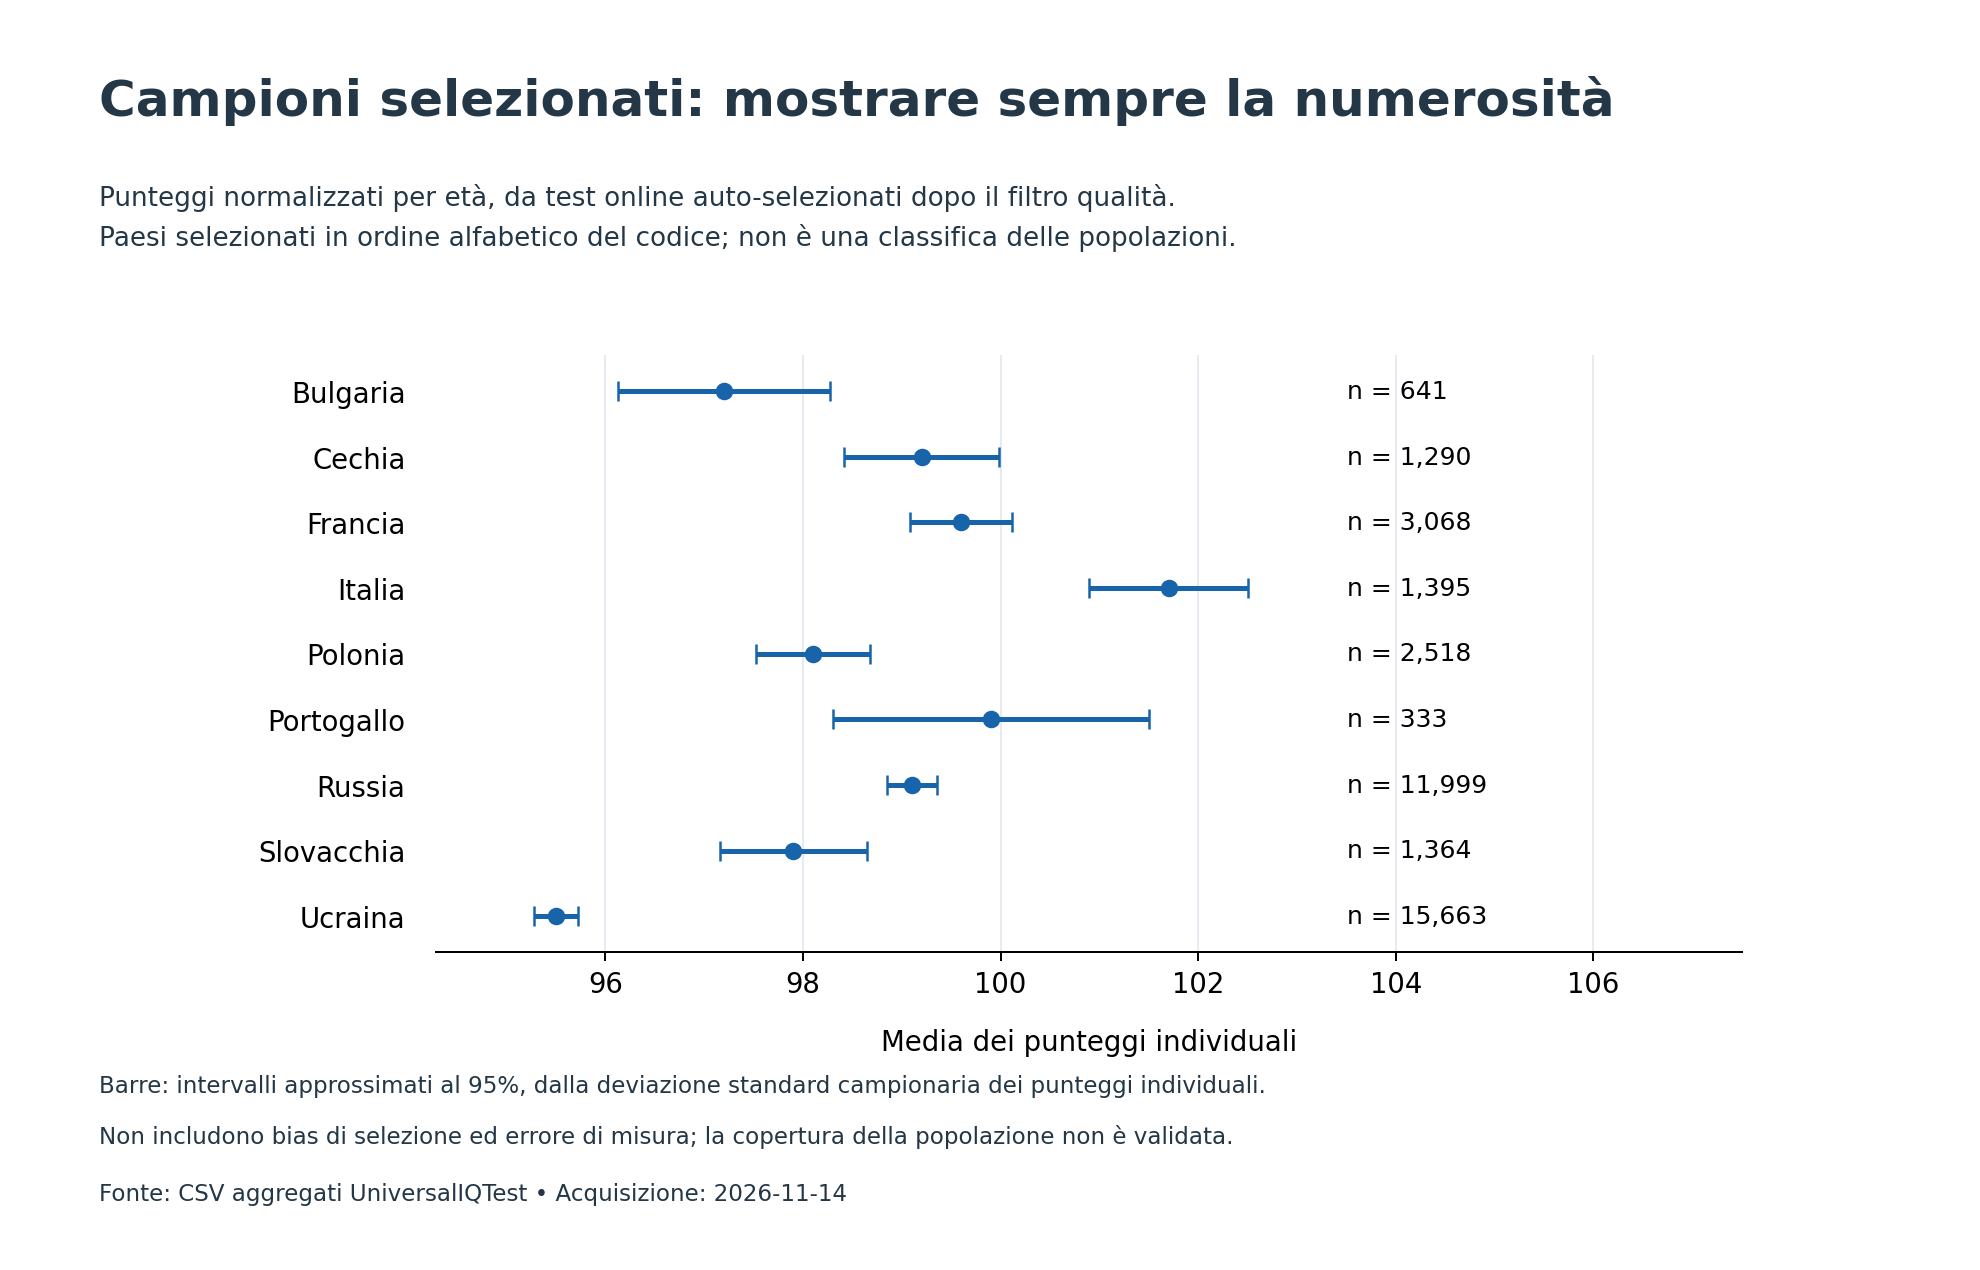 Campioni selezionati: mostrare sempre la numerosità
Punteggi normalizzati per età, da test online auto-selezionati dopo il filtro qualità.
Paesi selezionati in ordine alfabetico del codice; non è una classifica delle popolazioni.
Bulgaria n = 641
Cechia n = 1,290
Francia n = 3,068
Italia n = 1,395
Polonia n = 2,518
Portogallo n = 333
Russia n = 11,999
Slovacchia n = 1,364
Ucraina n = 15,663
96 98 100 102 104 106
Media dei punteggi individuali
Barre: intervalli approssimati al 95%, dalla deviazione standard campionaria dei punteggi individuali.
Non includono bias di selezione ed errore di misura; la copertura della popolazione non è validata.
Fonte: CSV aggregati UniversalIQTest • Acquisizione: 2026-11-14